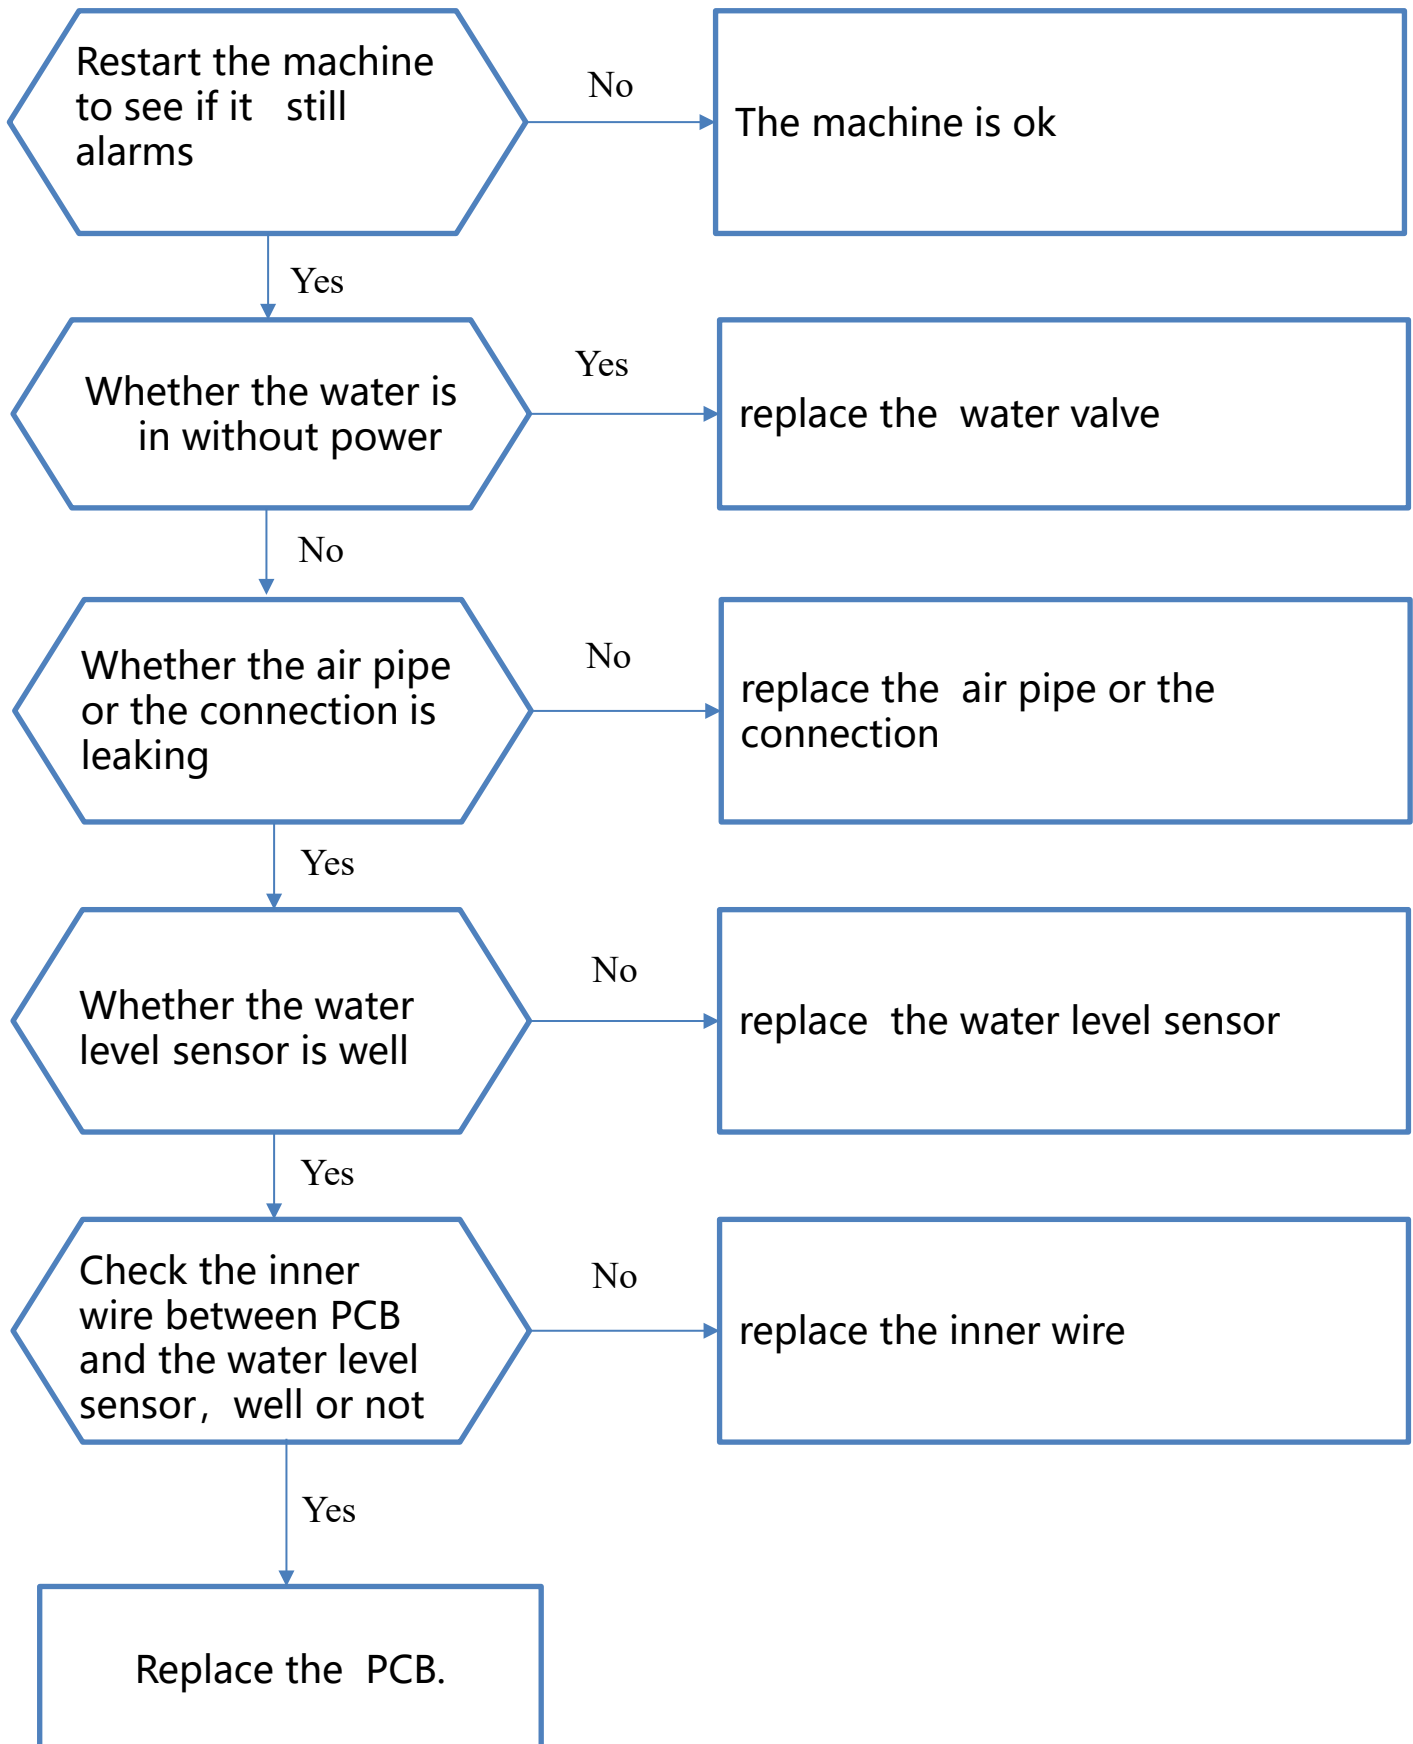 Restart the machine
to see if it still
alarms
No
The machine is ok
Yes
Whether the water is
in without power
Yes
replace the water valve
No
Whether the air pipe
or the connection is
leaking
No
replace the air pipe or the
connection
Yes
Whether the water
level sensor is well
No
replace the water level sensor
Yes
Check the inner
wire between PCB
and the water level
sensor， well or not
No
replace the inner wire
Yes
Replace the PCB.